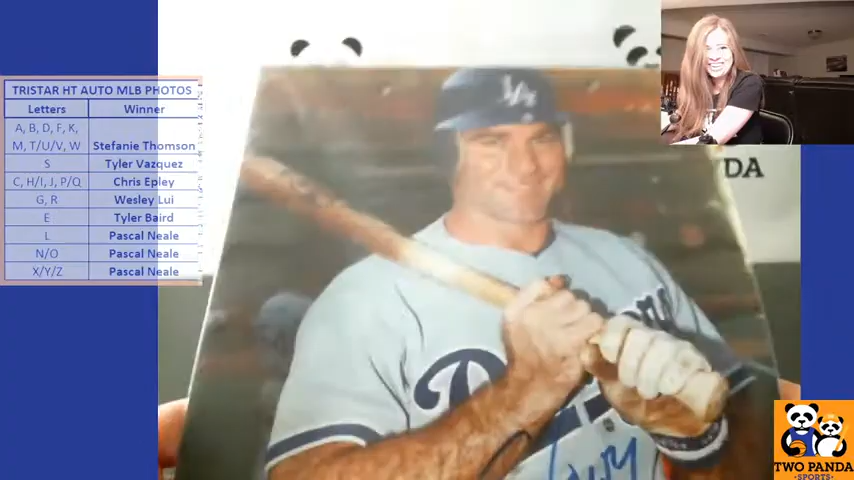 TRISTAR HT AUTO MLB PHOTOS
Letters Winner
A, B, D, F, K,
M, T/U/V, W Stefanie Thomson
S Tyler Vazquez
C, H/I, J, P/Q Chris Epley
G, R Wesley Lui
E Tyler Baird
L Pascal Neale
N/O Pascal Neale
X/Y/Z Pascal Neale
LA
DA
TWO PANDA
-SPORTS-